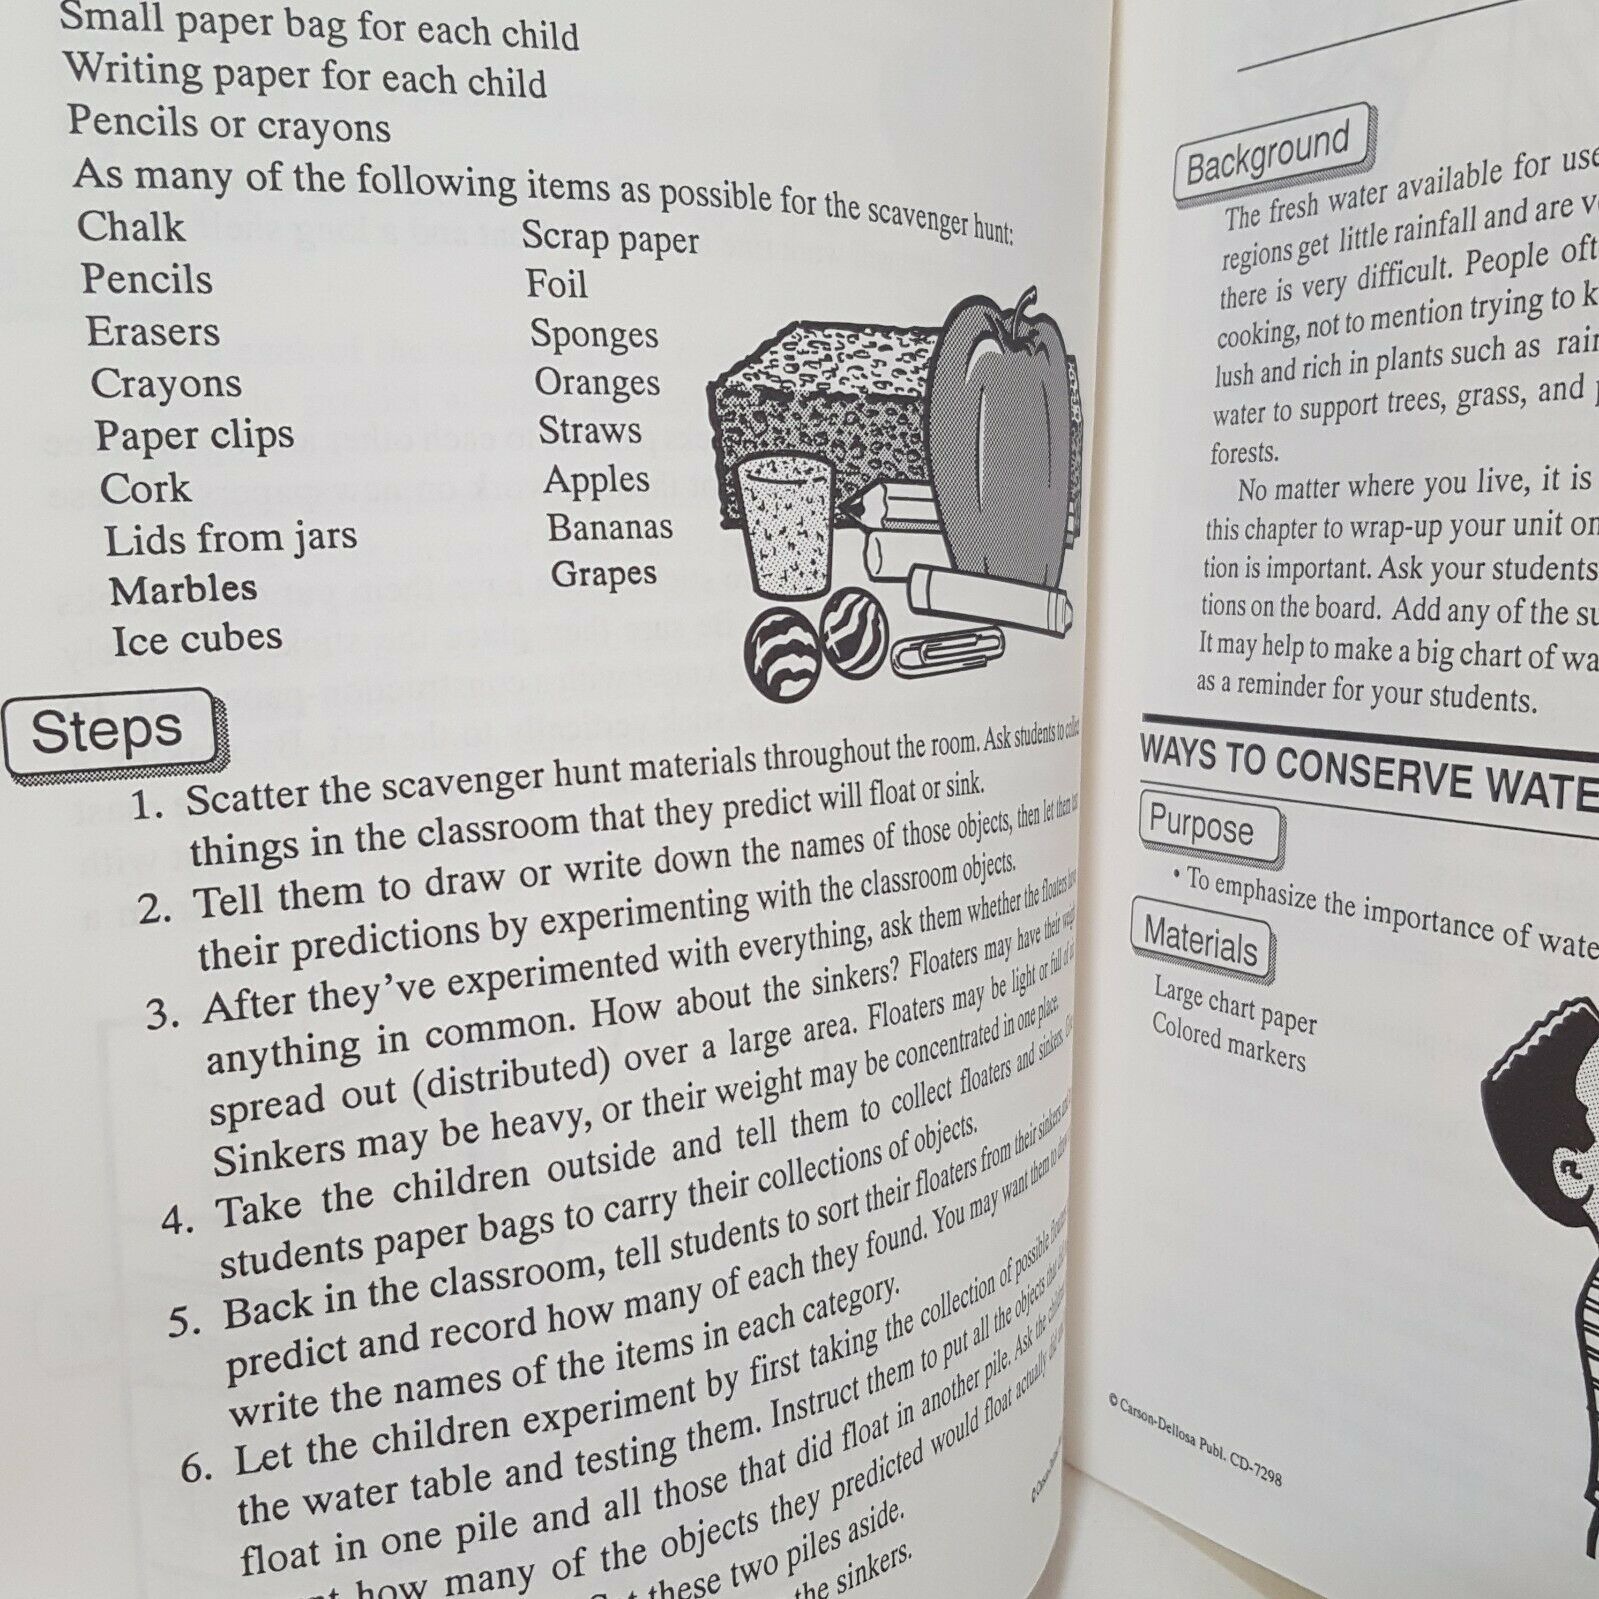 Small paper bag for each child
Writing paper for each child
Pencils or crayons
As many of the following items as possible for the scavenger hunt:
Chalk
Pencils
Erasers
Crayons
Paper clips
Cork
Lids from jars
Marbles
Ice cubes
Scrap paper
Foil
Sponges
Oranges
Straws
Apples
Bananas
Grapes
Steps
1. Scatter the scavenger hunt materials throughout the room. Ask students to collect
things in the classroom that they predict will float or sink.
2. Tell them to draw or write down the names of those objects, then let them
their predictions by experimenting with the classroom objects.
3. After they've experimented with everything, ask them whether the floaters have
anything in common. How about the sinkers? Floaters may have their weight
spread out (distributed) over a large area. Floaters may be light or full of
Sinkers may be heavy, or their weight may be concentrated in one place.
4. Take the children outside and tell them to collect floaters and sinkers.
students paper bags to carry their collections of objects.
5. Back in the classroom, tell students to sort their floaters from their sinkers
predict and record how many of each they found. You may want them to
write the names of the items in each category.
6. Let the children experiment by first taking the collection of possible
the water table and testing them. Instruct them to put all the objects that did
float in one pile and all those that did float in another pile. Ask the
how many of the objects they predicted would float actually did
these two piles aside.
the sinkers.
Background
The fresh water available for use
regions get little rainfall and are
there is very difficult. People
cooking, not to mention trying to
lush and rich in plants such as
water to support trees, grass, and
forests.
No matter where you live, it is
this chapter to wrap-up your unit on
tion is important. Ask your students
tions on the board. Add any of the
It may help to make a big chart of
as a reminder for your students.
WAYS TO CONSERVE WATE
Purpose
• To emphasize the importance of
Materials
Large chart paper
Colored markers
© Carson-Dellosa Publ. CD-7298